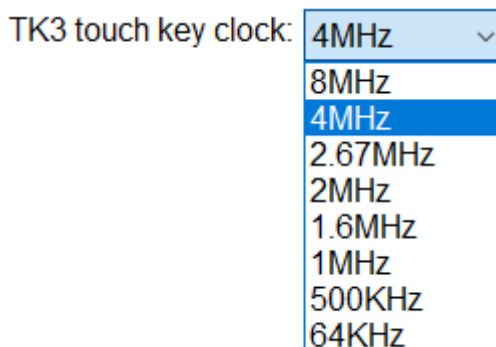 TK3 touch key clock: 4MHz
8MHz
4MHz
2.67MHz
2MHz
1.6MHz
1MHz
500KHz
64KHz